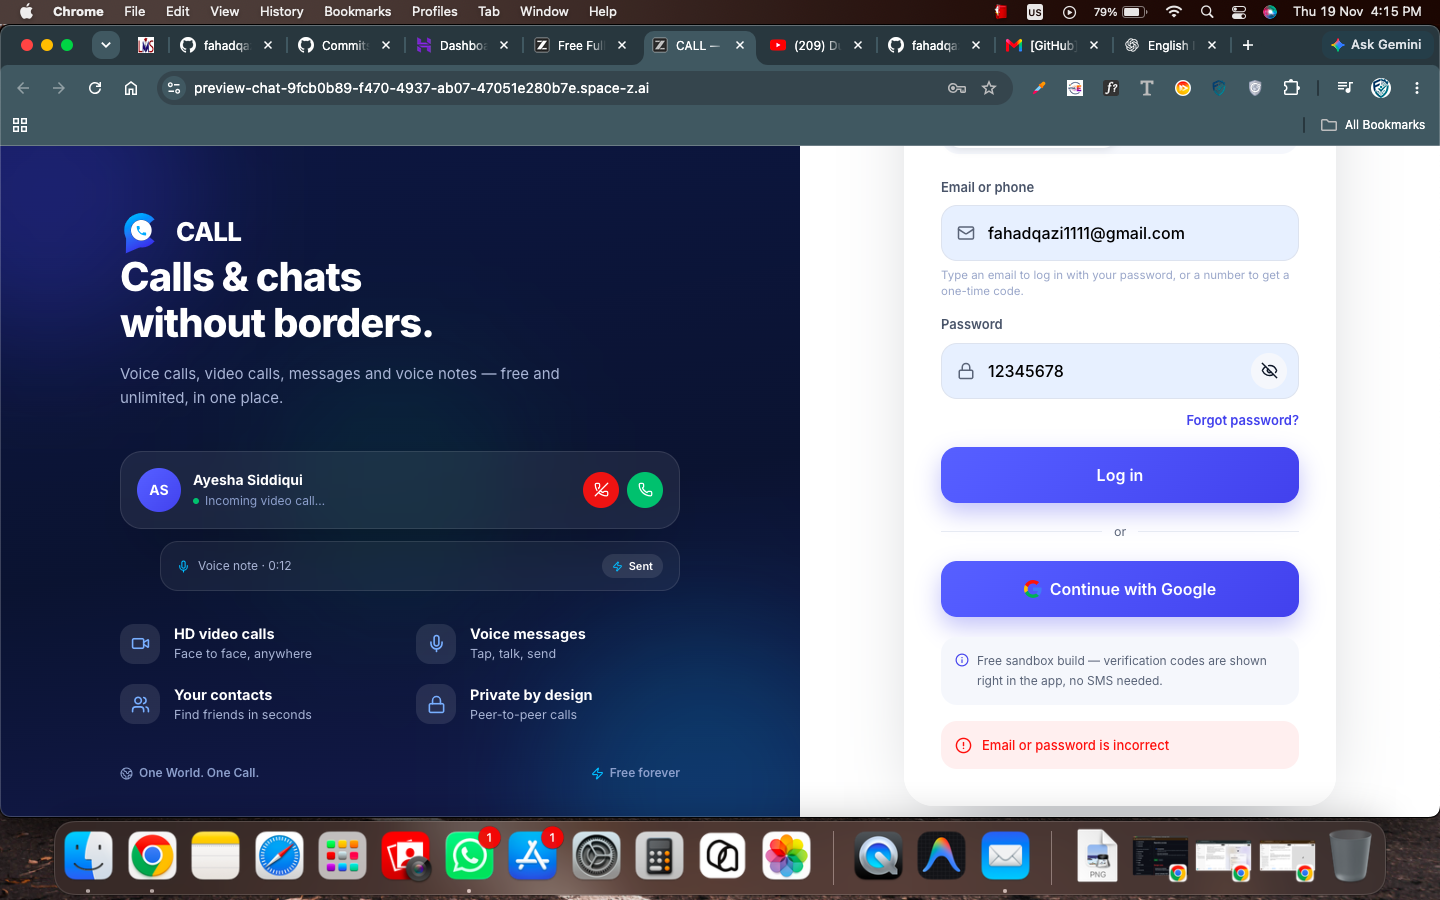 Chrome File Edit View History Bookmarks Profiles Tab Window Help
US 79% Thu 19 Nov 4:15 PM
fahadqa
Commit
Dashbo
Free Full
CALL —
(209) D
fahadqa
[GitHub]
English
Ask Gemini
preview-chat-9fcb0b89-f470-4937-ab07-47051e280b7e.space-z.ai
All Bookmarks
CALL
Calls & chats
without borders.
Voice calls, video calls, messages and voice notes — free and
unlimited, in one place.
AS
Ayesha Siddiqui
Incoming video call...
Voice note · 0:12
Sent
HD video calls
Face to face, anywhere
Voice messages
Tap, talk, send
Your contacts
Find friends in seconds
Private by design
Peer-to-peer calls
One World. One Call.
Free forever
Email or phone
fahadqazi1111@gmail.com
Type an email to log in with your password, or a number to get a
one-time code.
Password
12345678
Forgot password?
Log in
or
Continue with Google
Free sandbox build — verification codes are shown
right in the app, no SMS needed.
Email or password is incorrect
1
1
PNG